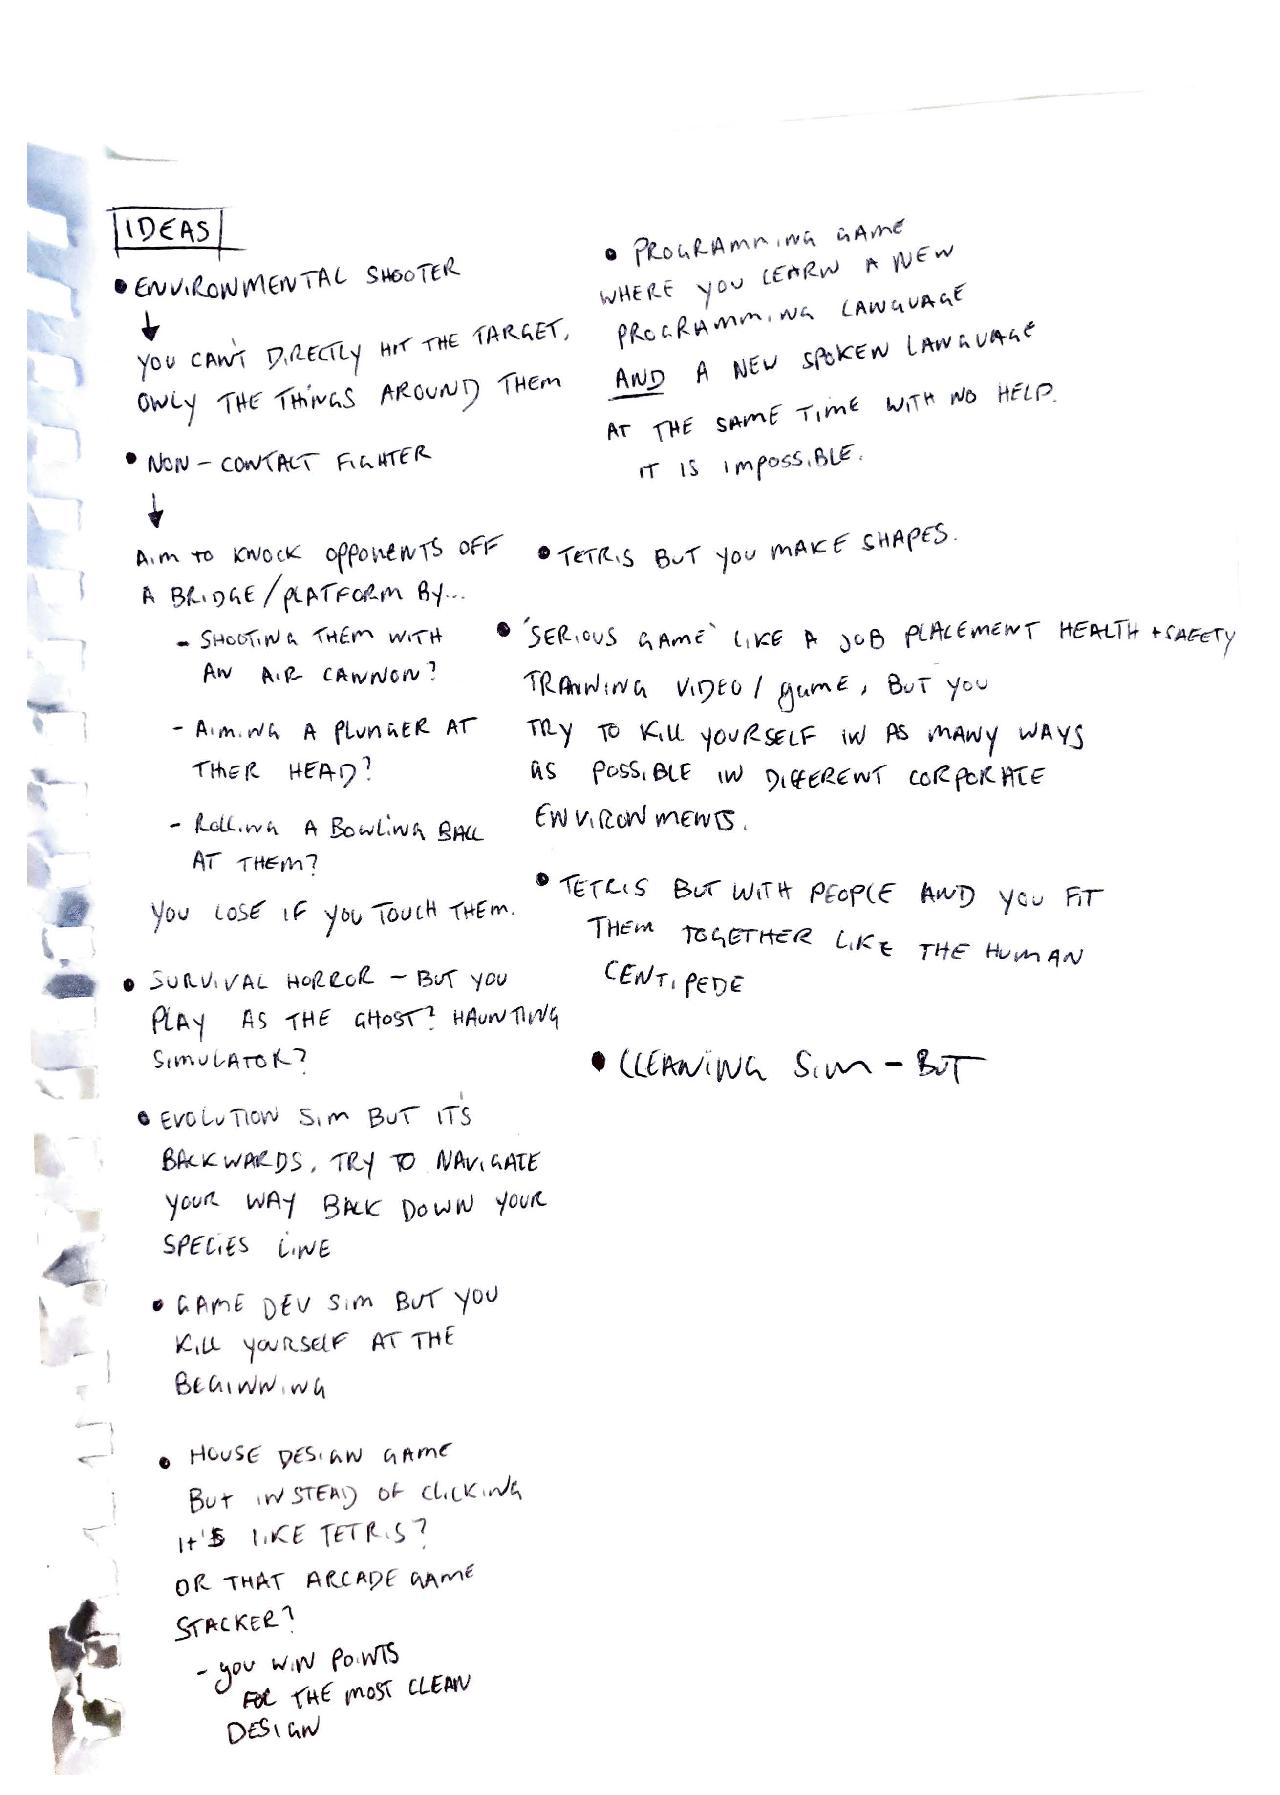 IDEAS
• ENVIRONMENTAL SHOOTER
↓
YOU CAN'T DIRECTLY HIT THE TARGET,
ONLY THE THINGS AROUND THEM
• NON-CONTACT FIGHTER
↓
AIM TO KNOCK OPPONENTS OFF
A BRIDGE/PLATFORM BY...
- SHOOTING THEM WITH
AN AIR CANNON?
- AIMING A PLUNGER AT
THIER HEAD?
- ROLLING A BOWLING BALL
AT THEM?
YOU LOSE IF YOU TOUCH THEM.
• SURVIVAL HORROR - BUT YOU
PLAY AS THE GHOST? HAUNTING
SIMULATOR?
• EVOLUTION SIM BUT IT'S
BACKWARDS, TRY TO NAVIGATE
YOUR WAY BACK DOWN YOUR
SPECIES LINE
• GAME DEV SIM BUT YOU
KILL YOURSELF AT THE
BEGINNING
• HOUSE DESIGN GAME
BUT INSTEAD OF CLICKING
IT'S LIKE TETRIS?
OR THAT ARCADE GAME
STACKER?
- YOU WIN POINTS
FOR THE MOST CLEAN
DESIGN
• PROGRAMMING GAME
WHERE YOU LEARN A NEW
PROGRAMMING LANGUAGE
AND A NEW SPOKEN LANGUAGE
AT THE SAME TIME WITH NO HELP.
IT IS IMPOSSIBLE.
• TETRIS BUT YOU MAKE SHAPES.
• 'SERIOUS GAME' LIKE A JOB PLACEMENT HEALTH + SAFETY
TRAINING VIDEO/game, BUT YOU
TRY TO KILL YOURSELF IN AS MANY WAYS
AS POSSIBLE IN DIFFERENT CORPORATE
ENVIRONMENTS.
• TETRIS BUT WITH PEOPLE AND YOU FIT
THEM TOGETHER LIKE THE HUMAN
CENTIPEDE
• CLEANING SIM - BUT